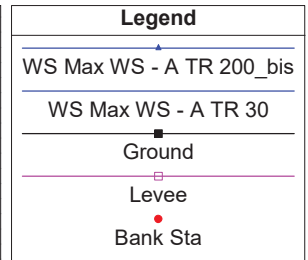 Legend
WS Max WS - A TR 200_bis
WS Max WS - A TR 30
Ground
Levee
Bank Sta